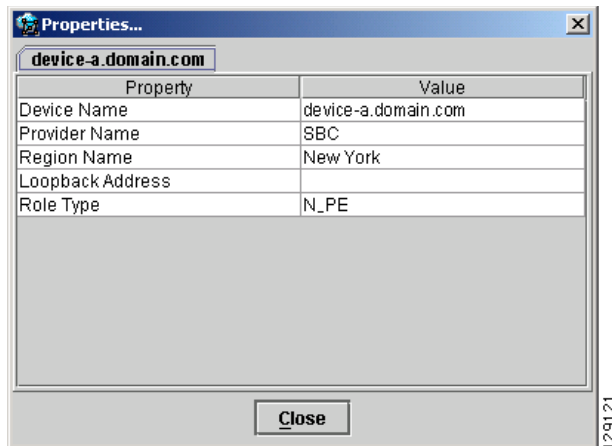 Properties...
device-a.domain.com
Property Value
Device Name device-a.domain.com
Provider Name SBC
Region Name New York
Loopback Address
Role Type N_PE
Close
29121